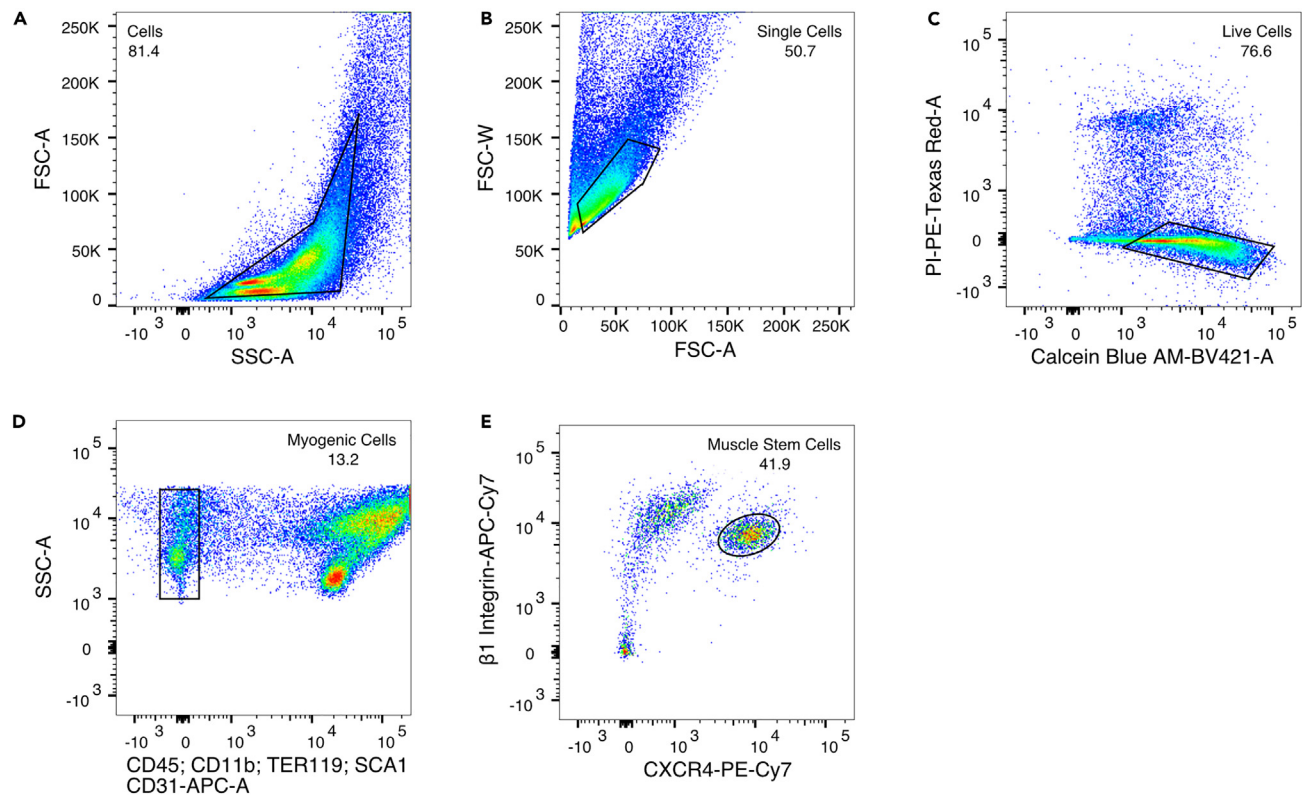 A
Cells
81.4
250K
200K
150K
100K
50K
0
FSC-A
-10 3 0 10 3 10 4 10 5
SSC-A
B
Single Cells
50.7
250K
200K
150K
100K
50K
0
FSC-W
0 50K 100K 150K 200K 250K
FSC-A
C
Live Cells
76.6
10 5
10 4
10 3
0
-10 3
PI-PE-Texas Red-A
-10 3 0 10 3 10 4 10 5
Calcein Blue AM-BV421-A
D
Myogenic Cells
13.2
10 5
10 4
10 3
0
-10 3
SSC-A
-10 3 0 10 3 10 4 10 5
CD45; CD11b; TER119; SCA1
CD31-APC-A
E
Muscle Stem Cells
41.9
10 5
10 4
10 3
0
-10 3
β1 Integrin-APC-Cy7
-10 3 0 10 3 10 4 10 5
CXCR4-PE-Cy7